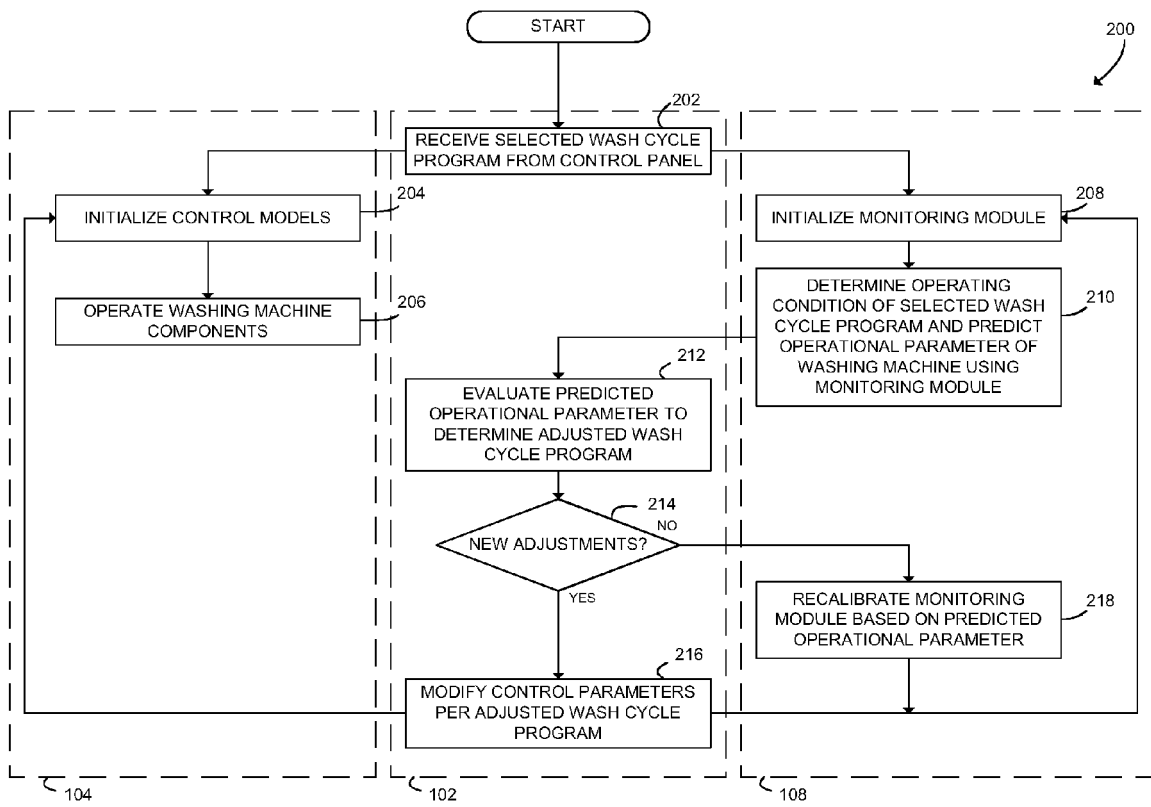 START
200
202
RECEIVE SELECTED WASH CYCLE
PROGRAM FROM CONTROL PANEL
204
INITIALIZE CONTROL MODELS
208
INITIALIZE MONITORING MODULE
206
OPERATE WASHING MACHINE
COMPONENTS
210
DETERMINE OPERATING
CONDITION OF SELECTED WASH
CYCLE PROGRAM AND PREDICT
OPERATIONAL PARAMETER OF
WASHING MACHINE USING
MONITORING MODULE
212
EVALUATE PREDICTED
OPERATIONAL PARAMETER TO
DETERMINE ADJUSTED WASH
CYCLE PROGRAM
214
NEW ADJUSTMENTS?
NO
YES
218
RECALIBRATE MONITORING
MODULE BASED ON PREDICTED
OPERATIONAL PARAMETER
216
MODIFY CONTROL PARAMETERS
PER ADJUSTED WASH CYCLE
PROGRAM
104
102
108